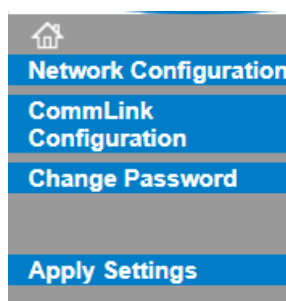 Network Configuration
CommLink
Configuration
Change Password
Apply Settings